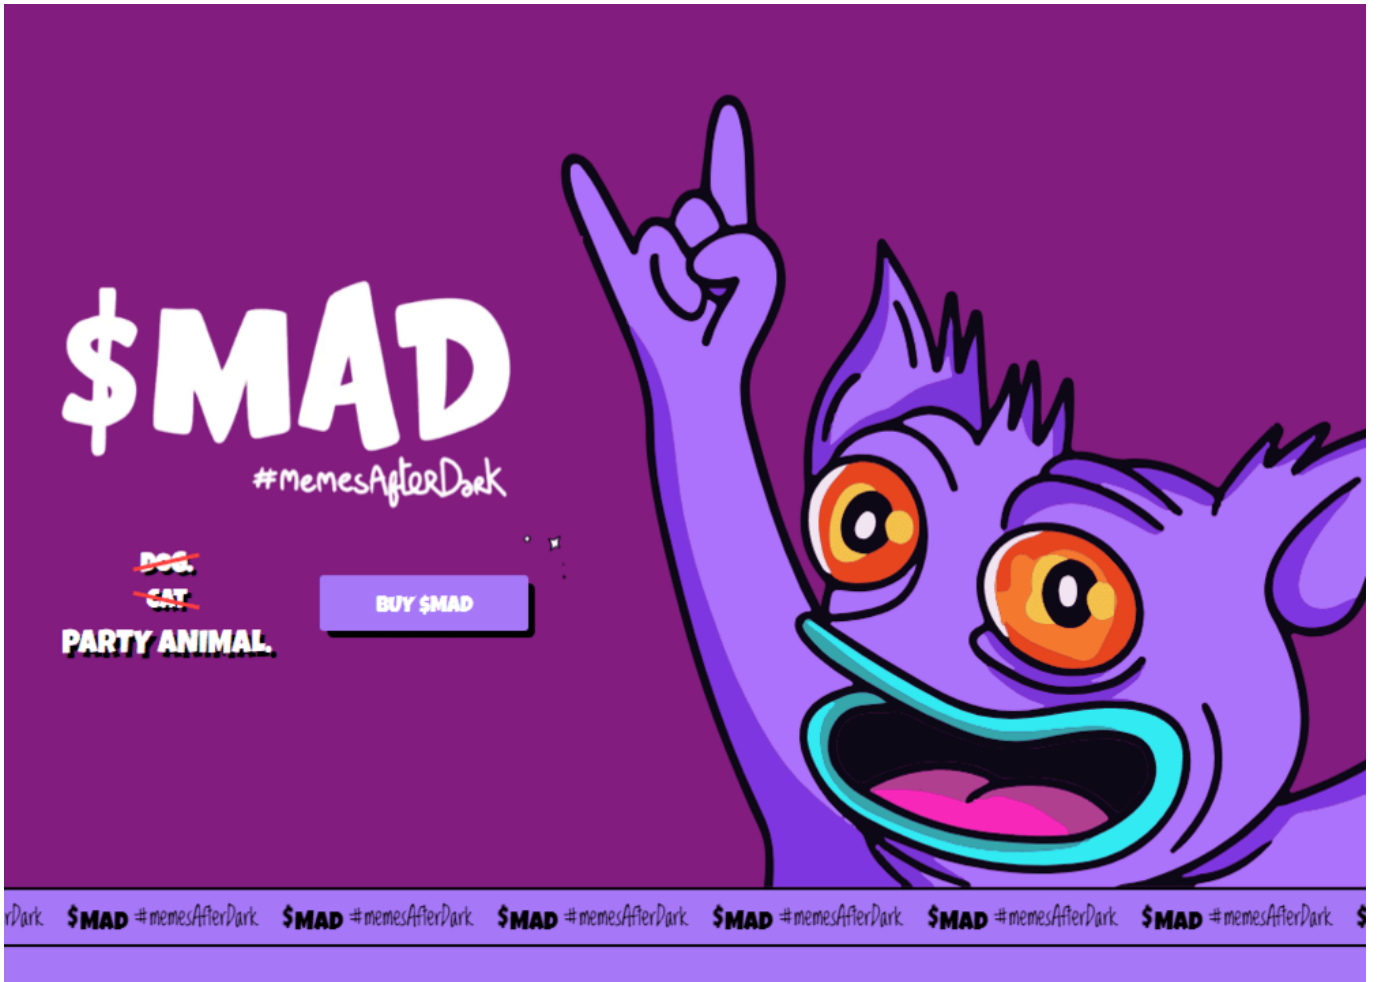 $MAD
#memesAfterDark
DOG.
CAT
PARTY ANIMAL.
BUY $MAD
rDark $MAD #memesAfterDark $MAD #memesAfterDark $MAD #memesAfterDark $MAD #memesAfterDark $MAD #memesAfterDark $MAD #memesAfterDark $